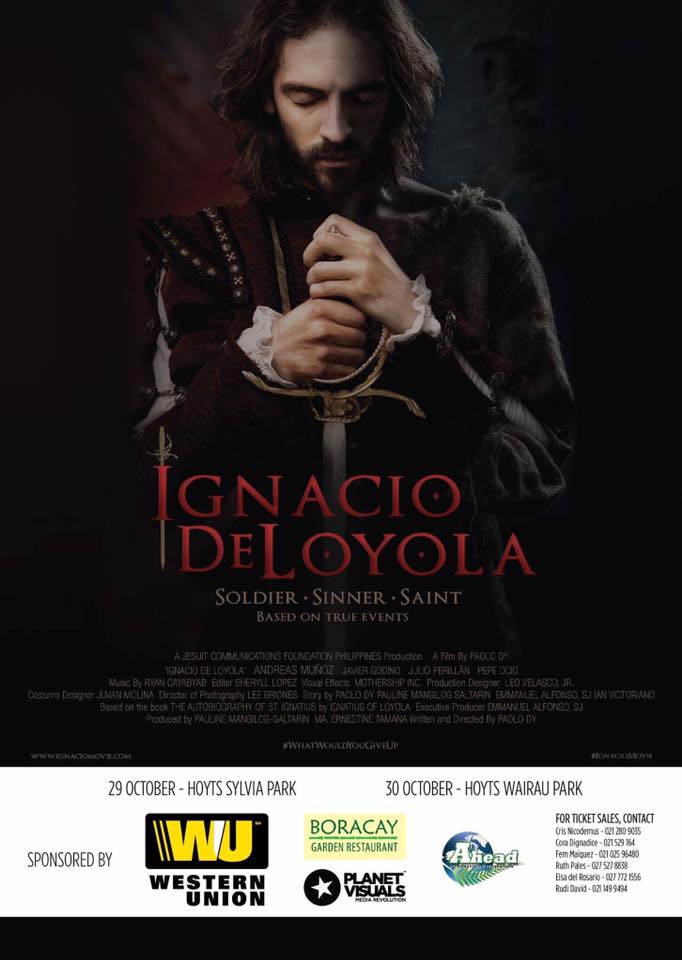 IGNACIO
DELOYOLA
SOLDIER · SINNER · SAINT
BASED ON TRUE EVENTS
A JESUIT COMMUNICATIONS FOUNDATION PHILIPPINES Production A Film By PAOLO DY
"IGNACIO DE LOYOLA" ANDREAS MUÑOZ JAVIER GODINO JULIO PERILLÁN PEPE OCIO
Music By RYAN CAYABYAB Editor SHERYLL LOPEZ Visual Effects MOTHERSHIP INC. Production Designer LEO VELASCO, JR.
Costume Designer JUVAN MOLINA Director of Photography LEE BRIONES Story by PAOLO DY PAULINE MANGILOG SALTARIN EMMANUEL ALFONSO, SJ IAN VICTORIANO
Based on the book THE AUTOBIOGRAPHY OF ST. IGNATIUS by IGNATIUS OF LOYOLA Executive Producer EMMANUEL ALFONSO, SJ
Produced by PAULINE MANGILOG-SALTARIN MA. ERNESTINE TAMANA Written and Directed By PAOLO DY
#WHATWOULDYOUGIVEUP
WWW.IGNACIOMOVIE.COM
#IGNACIOMOVIE
29 OCTOBER - HOYTS SYLVIA PARK
30 OCTOBER - HOYTS WAIRAU PARK
SPONSORED BY
WU
WESTERN
UNION
BORACAY
GARDEN RESTAURANT
PLANET
VISUALS
MEDIA REVOLUTION
Ahead
FOR TICKET SALES, CONTACT
Cris Nicodemus - 021 280 9035
Cora Dignadice - 021 529 164
Fem Maiquez - 021 025 96480
Ruth Pales - 027 527 8838
Elsa del Rosario - 027 772 1556
Rudi David - 021 149 9494